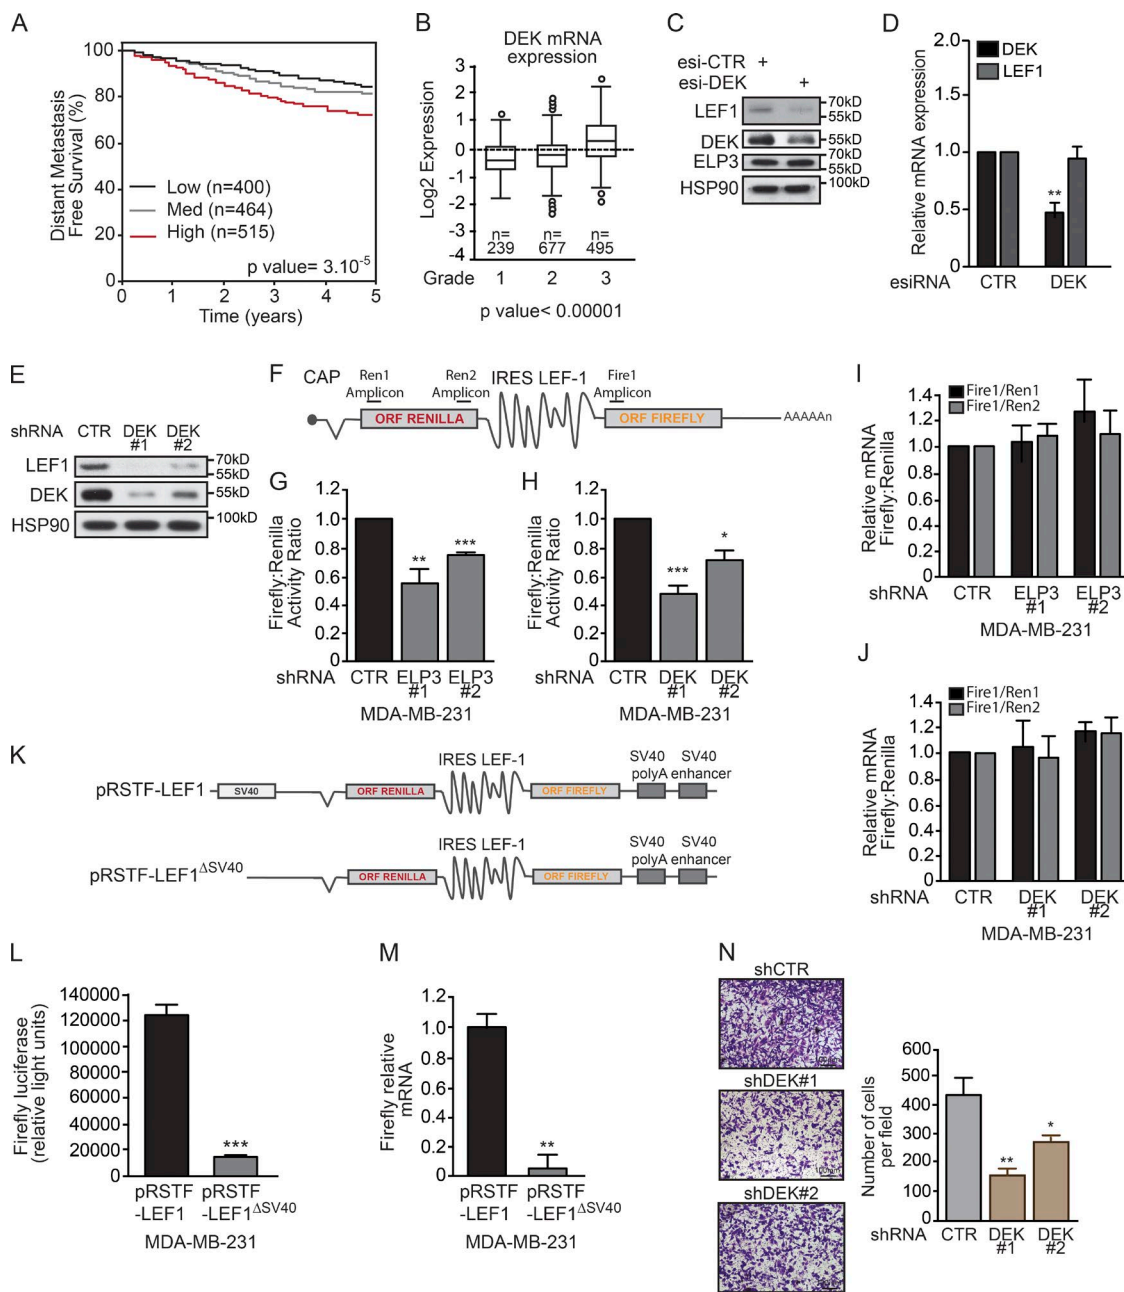 A
Distant Metastasis
Free Survival (%)
100
80
60
40
20
0
Low (n=400)
Med (n=464)
High (n=515)
p value= 3.10-5
0 1 2 3 4 5
Time (years)
B
DEK mRNA
expression
Log2 Expression
3
2
1
0
-1
-2
-3
-4
n= n= n=
239 677 495
Grade 1 2 3
p value< 0.00001
C
esi-CTR +
esi-DEK +
LEF1
70kD
55kD
DEK
55kD
ELP3
70kD
55kD
HSP90
100kD
D
Relative mRNA expression
2.0
1.5
1.0
0.5
0
DEK
LEF1
**
esiRNA CTR DEK
E
shRNA CTR DEK #1 DEK #2
LEF1
70kD
55kD
DEK
55kD
HSP90
100kD
F
CAP
Ren1
Amplicon
Ren2
Amplicon
IRES LEF-1
Fire1
Amplicon
ORF RENILLA
ORF FIREFLY
AAAAAn
G
Firefly:Renilla
Activity Ratio
1.2
1.0
0.8
0.6
0.4
0.2
0
** ***
shRNA CTR ELP3 #1 ELP3 #2
MDA-MB-231
H
Firefly:Renilla
Activity Ratio
1.2
1.0
0.8
0.6
0.4
0.2
0
*** *
shRNA CTR DEK #1 DEK #2
MDA-MB-231
I
Relative mRNA
Firefly:Renilla
1.4
1.2
1.0
0.8
0.6
0.4
0.2
0
Fire1/Ren1
Fire1/Ren2
shRNA CTR ELP3 #1 ELP3 #2
MDA-MB-231
J
Relative mRNA
Firefly:Renilla
1.4
1.2
1.0
0.8
0.6
0.4
0.2
0
Fire1/Ren1
Fire1/Ren2
shRNA CTR DEK #1 DEK #2
MDA-MB-231
K
pRSTF-LEF1
SV40
ORF RENILLA
IRES LEF-1
ORF FIREFLY
SV40 SV40
polyA enhancer
pRSTF-LEF1ΔSV40
ORF RENILLA
IRES LEF-1
ORF FIREFLY
SV40 SV40
polyA enhancer
L
Firefly luciferase
(relative light units)
140000
120000
100000
80000
60000
40000
20000
0
***
pRSTF pRSTF
-LEF1 -LEF1ΔSV40
MDA-MB-231
M
Firefly relative
mRNA
1.2
1.0
0.8
0.6
0.4
0.2
0
**
pRSTF pRSTF
-LEF1 -LEF1ΔSV40
MDA-MB-231
N
shCTR
shDEK#1
shDEK#2
Number of cells
per field
600
500
400
300
200
100
0
** *
shRNA CTR DEK #1 DEK #2